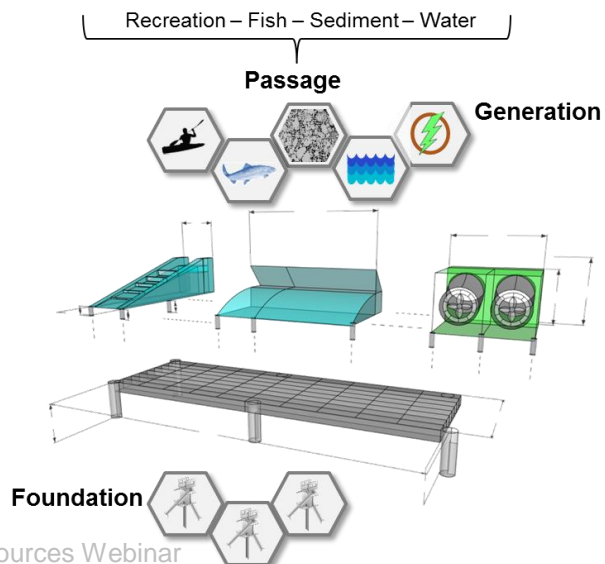 Recreation – Fish – Sediment – Water
Passage
Generation
Foundation
ources Webinar